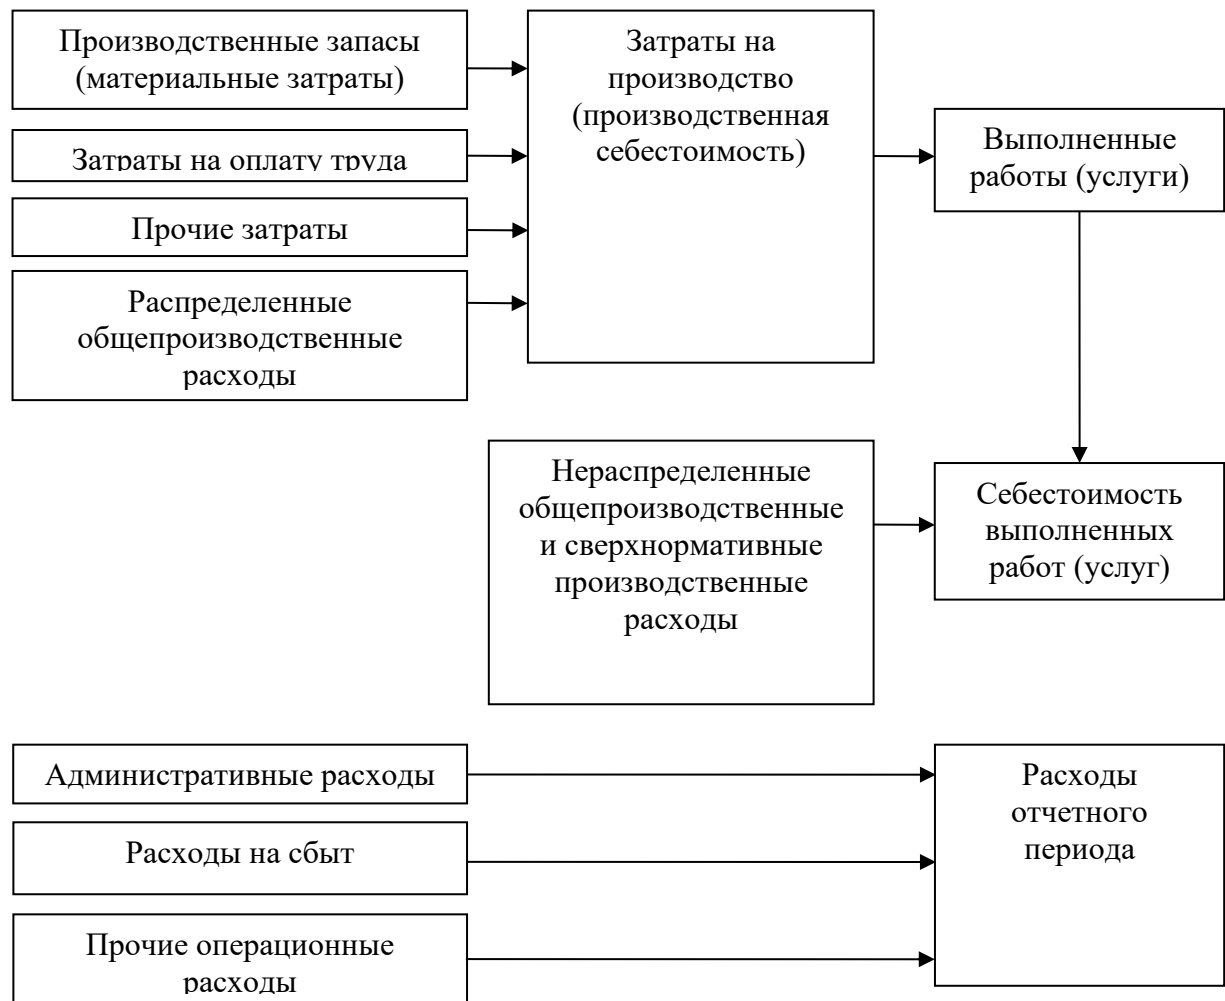 Производственные запасы
(материальные затраты)
Затраты на оплату труда
Прочие затраты
Распределенные
общепроизводственные
расходы
Затраты на
производство
(производственная
себестоимость)
Выполненные
работы (услуги)
Нераспределенные
общепроизводственные
и сверхнормативные
производственные
расходы
Себестоимость
выполненных
работ (услуг)
Административные расходы
Расходы на сбыт
Прочие операционные
расходы
Расходы
отчетного
периода